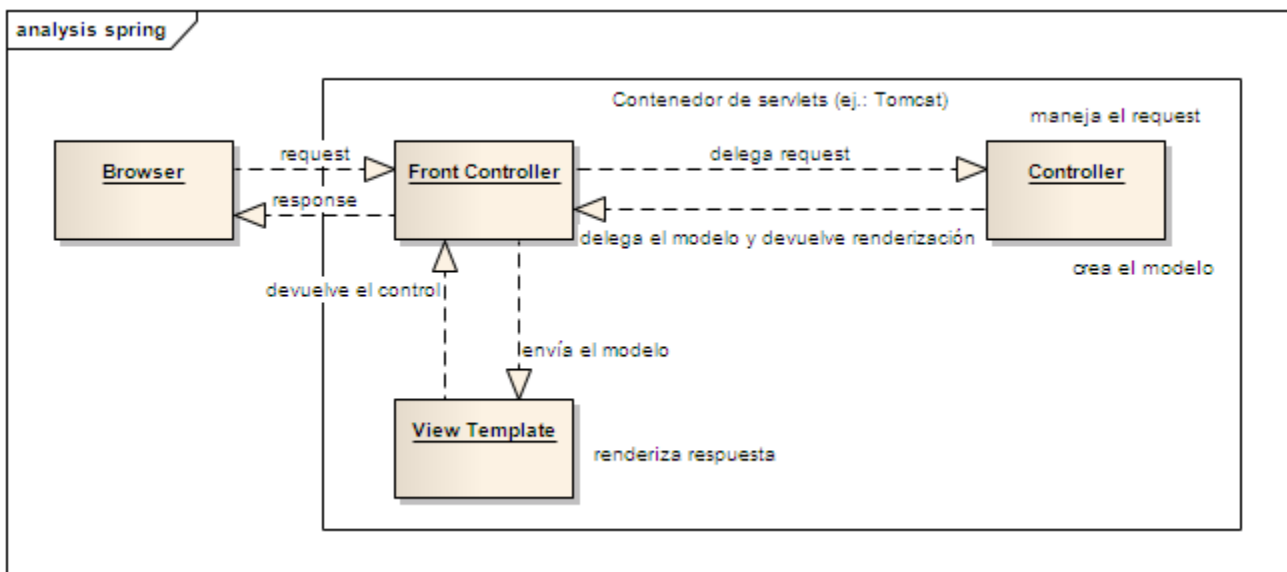 analysis spring
Contenedor de servlets (ej.: Tomcat)
maneja el request
Browser
request
response
Front Controller
delega request
delega el modelo y devuelve renderización
Controller
crea el modelo
devuelve el control
envía el modelo
View Template
renderiza respuesta